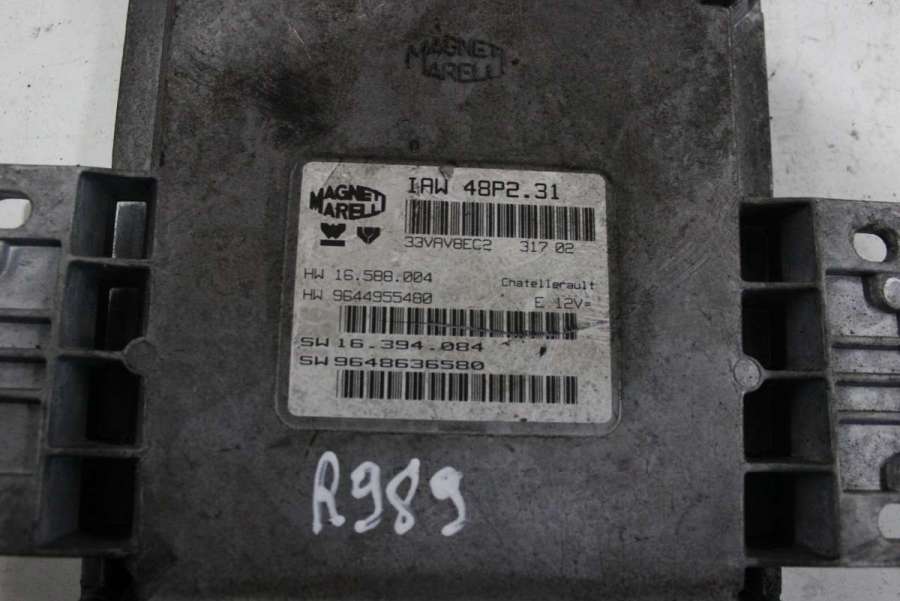 MAGNETI
MARELLI
MAGNETI
MARELLI
IAW 48P2.31
33VAV8EC2 317 02
HW 16.588.004
Chatellerault
HW 9644955480
E 12V=
SW 16.394.084
SW 9648636580
R989